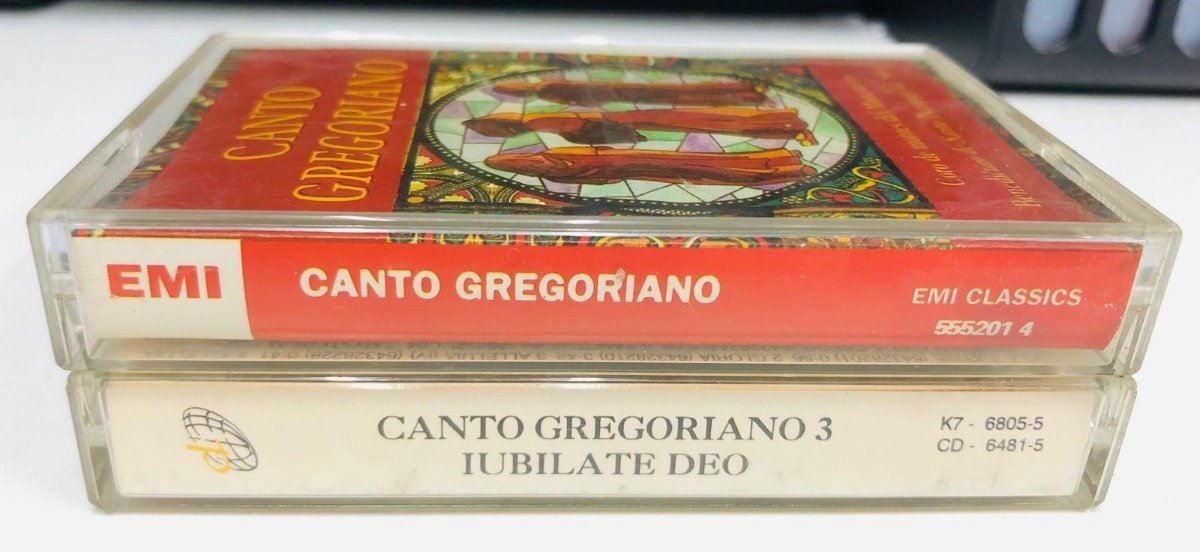 CANTO
GREGORIANO
EMI
CANTO GREGORIANO
EMI CLASSICS
555201 4
CANTO GREGORIANO 3
IUBILATE DEO
K7 - 6805-5
CD - 6481-5